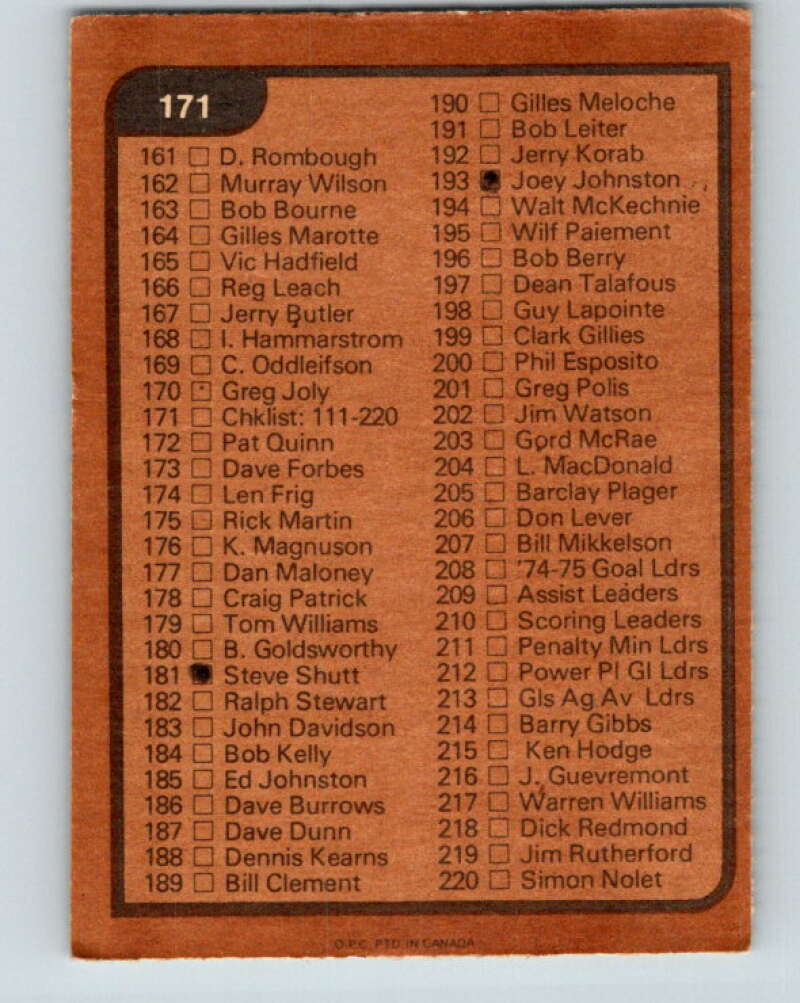 171
161 □ D. Rombough
162 □ Murray Wilson
163 □ Bob Bourne
164 □ Gilles Marotte
165 □ Vic Hadfield
166 □ Reg Leach
167 □ Jerry Butler
168 □ I. Hammarstrom
169 □ C. Oddleifson
170 □ Greg Joly
171 □ Chklist: 111-220
172 □ Pat Quinn
173 □ Dave Forbes
174 □ Len Frig
175 □ Rick Martin
176 □ K. Magnuson
177 □ Dan Maloney
178 □ Craig Patrick
179 □ Tom Williams
180 □ B. Goldsworthy
181 ■ Steve Shutt
182 □ Ralph Stewart
183 □ John Davidson
184 □ Bob Kelly
185 □ Ed Johnston
186 □ Dave Burrows
187 □ Dave Dunn
188 □ Dennis Kearns
189 □ Bill Clement
190 □ Gilles Meloche
191 □ Bob Leiter
192 □ Jerry Korab
193 ■ Joey Johnston
194 □ Walt McKechnie
195 □ Wilf Paiement
196 □ Bob Berry
197 □ Dean Talafous
198 □ Guy Lapointe
199 □ Clark Gillies
200 □ Phil Esposito
201 □ Greg Polis
202 □ Jim Watson
203 □ Gord McRae
204 □ L. MacDonald
205 □ Barclay Plager
206 □ Don Lever
207 □ Bill Mikkelson
208 □ '74-75 Goal Ldrs
209 □ Assist Leaders
210 □ Scoring Leaders
211 □ Penalty Min Ldrs
212 □ Power Pl Gl Ldrs
213 □ Gls Ag Av Ldrs
214 □ Barry Gibbs
215 □ Ken Hodge
216 □ J. Guevremont
217 □ Warren Williams
218 □ Dick Redmond
219 □ Jim Rutherford
220 □ Simon Nolet
O.P.C. PTD. IN CANADA